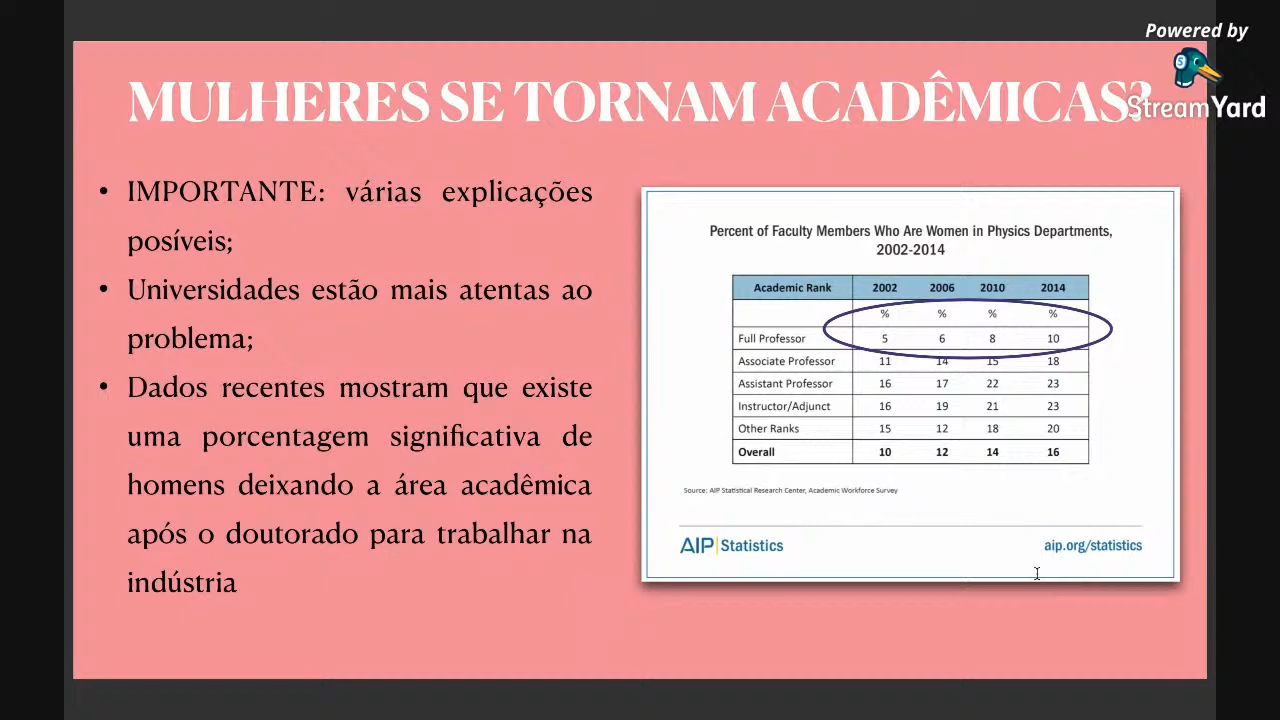 Powered by
StreamYard
MULHERES SE TORNAM ACADÊMICAS?
• IMPORTANTE: várias explicações
posíveis;
• Universidades estão mais atentas ao
problema;
• Dados recentes mostram que existe
uma porcentagem significativa de
homens deixando a área acadêmica
após o doutorado para trabalhar na
indústria
Percent of Faculty Members Who Are Women in Physics Departments,
2002-2014
Academic Rank 2002 2006 2010 2014
% % % %
Full Professor 5 6 8 10
Associate Professor 11 14 15 18
Assistant Professor 16 17 22 23
Instructor/Adjunct 16 19 21 23
Other Ranks 15 12 18 20
Overall 10 12 14 16
Source: AIP Statistical Research Center, Academic Workforce Survey
AIP Statistics
aip.org/statistics